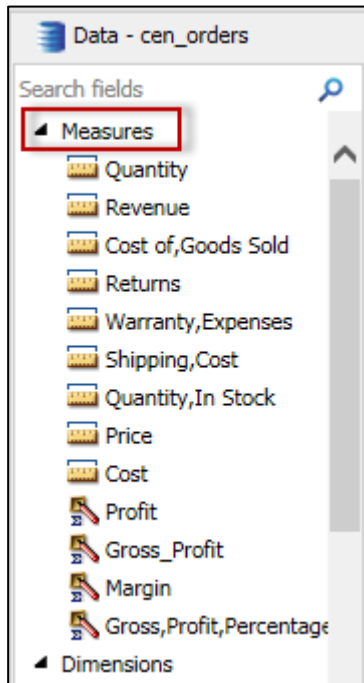 Data - cen_orders
Search fields
Measures
Quantity
Revenue
Cost of,Goods Sold
Returns
Warranty,Expenses
Shipping,Cost
Quantity,In Stock
Price
Cost
Profit
Gross_Profit
Margin
Gross,Profit,Percentage
Dimensions